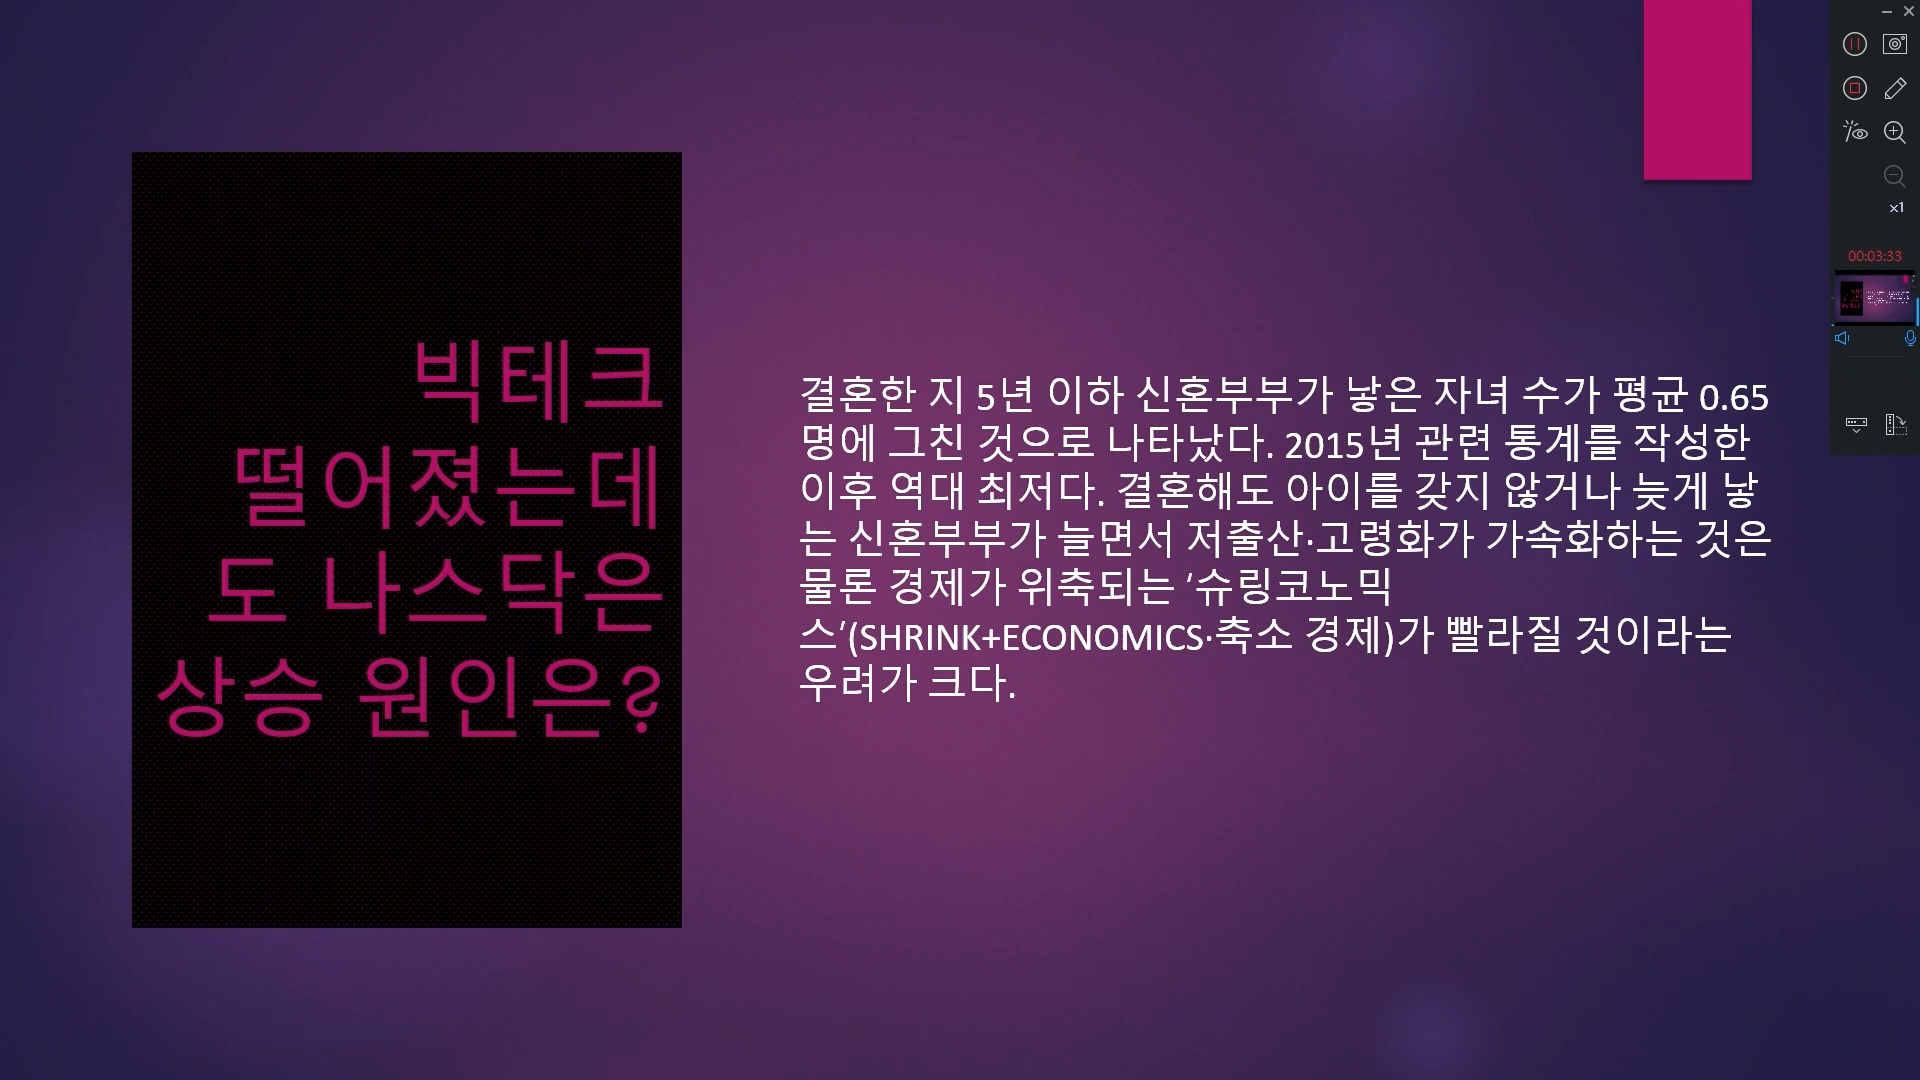 빅테크
떨어졌는데
도 나스닥은
상승 원인은?
결혼한 지 5년 이하 신혼부부가 낳은 자녀 수가 평균 0.65
명에 그친 것으로 나타났다. 2015년 관련 통계를 작성한
이후 역대 최저다. 결혼해도 아이를 갖지 않거나 늦게 낳
는 신혼부부가 늘면서 저출산·고령화가 가속화하는 것은
물론 경제가 위축되는 ‘슈링코노믹
스’(SHRINK+ECONOMICS·축소 경제)가 빨라질 것이라는
우려가 크다.
x1
00:03:33